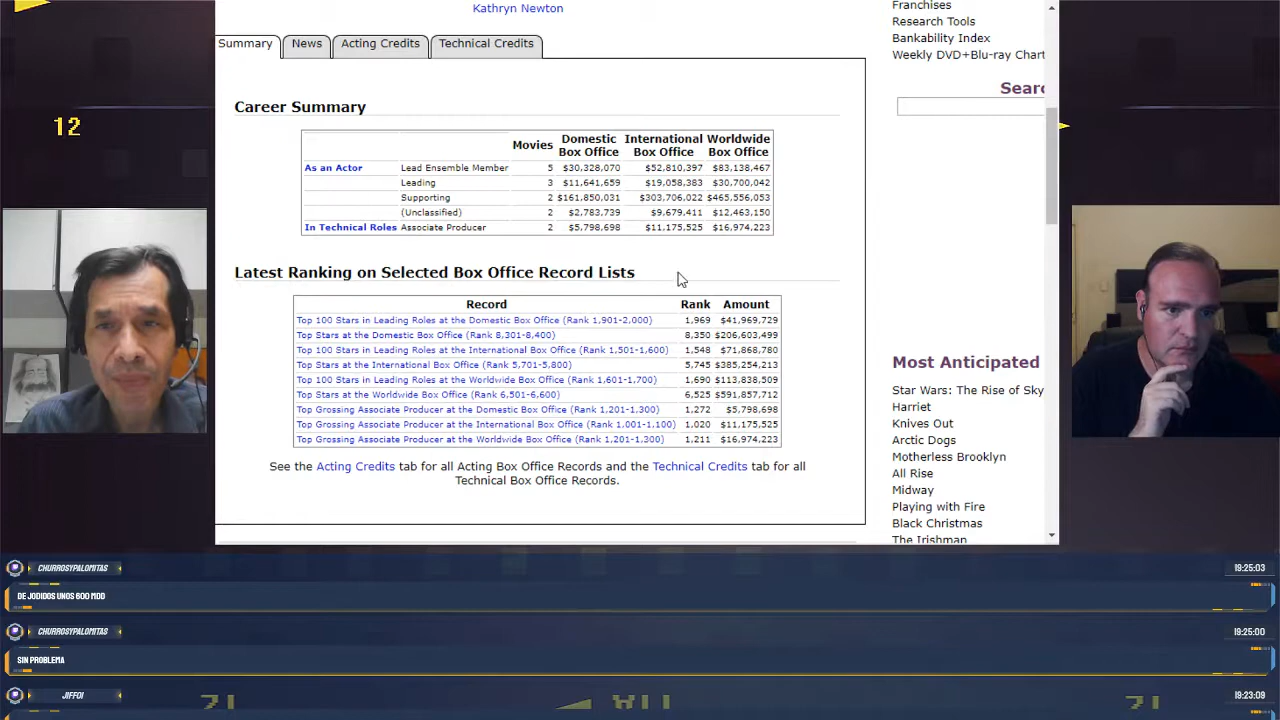 Kathryn Newton
Summary News Acting Credits Technical Credits
Career Summary
Movies Domestic Box Office International Box Office Worldwide Box Office
As an Actor Lead Ensemble Member 5 $30,328,070 $52,810,397 $83,138,467
Leading 3 $11,641,659 $19,058,383 $30,700,042
Supporting 2 $161,850,031 $303,706,022 $465,556,053
(Unclassified) 2 $2,783,739 $9,679,411 $12,463,150
In Technical Roles Associate Producer 2 $5,798,698 $11,175,525 $16,974,223
Latest Ranking on Selected Box Office Record Lists
Record Rank Amount
Top 100 Stars in Leading Roles at the Domestic Box Office (Rank 1,901-2,000) 1,969 $41,969,729
Top Stars at the Domestic Box Office (Rank 8,301-8,400) 8,350 $206,603,499
Top 100 Stars in Leading Roles at the International Box Office (Rank 1,501-1,600) 1,548 $71,868,780
Top Stars at the International Box Office (Rank 5,701-5,800) 5,745 $385,254,213
Top 100 Stars in Leading Roles at the Worldwide Box Office (Rank 1,601-1,700) 1,690 $113,838,509
Top Stars at the Worldwide Box Office (Rank 6,501-6,600) 6,525 $591,857,712
Top Grossing Associate Producer at the Domestic Box Office (Rank 1,201-1,300) 1,272 $5,798,698
Top Grossing Associate Producer at the International Box Office (Rank 1,001-1,100) 1,020 $11,175,525
Top Grossing Associate Producer at the Worldwide Box Office (Rank 1,201-1,300) 1,211 $16,974,223
See the Acting Credits tab for all Acting Box Office Records and the Technical Credits tab for all
Technical Box Office Records.
Franchises
Research Tools
Bankability Index
Weekly DVD+Blu-ray Chart
Searc
Most Anticipated
Star Wars: The Rise of Sky
Harriet
Knives Out
Arctic Dogs
Motherless Brooklyn
All Rise
Midway
Playing with Fire
Black Christmas
The Irishman
12
CHURROSYPALOMITAS 19:25:03
DE JODIDOS UNOS 600 MDD
CHURROSYPALOMITAS 19:25:00
SIN PROBLEMA
JIFFOI 19:23:09